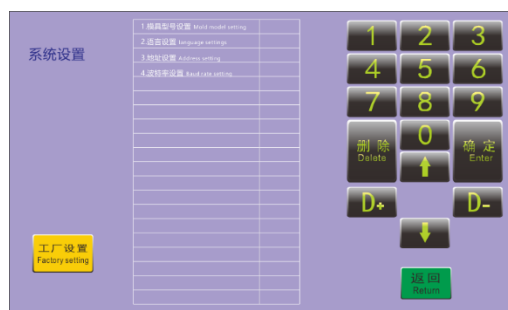 系统设置
1.模具型号设置 Mold model setting
2.语言设置 language settings
3.地址设置 Address setting
4.波特率设置 Baud rate setting
1 2 3
4 5 6
7 8 9
删 除 0 确 定
Delete Enter
D+ D-
工厂设置
Factory setting
返回
Return